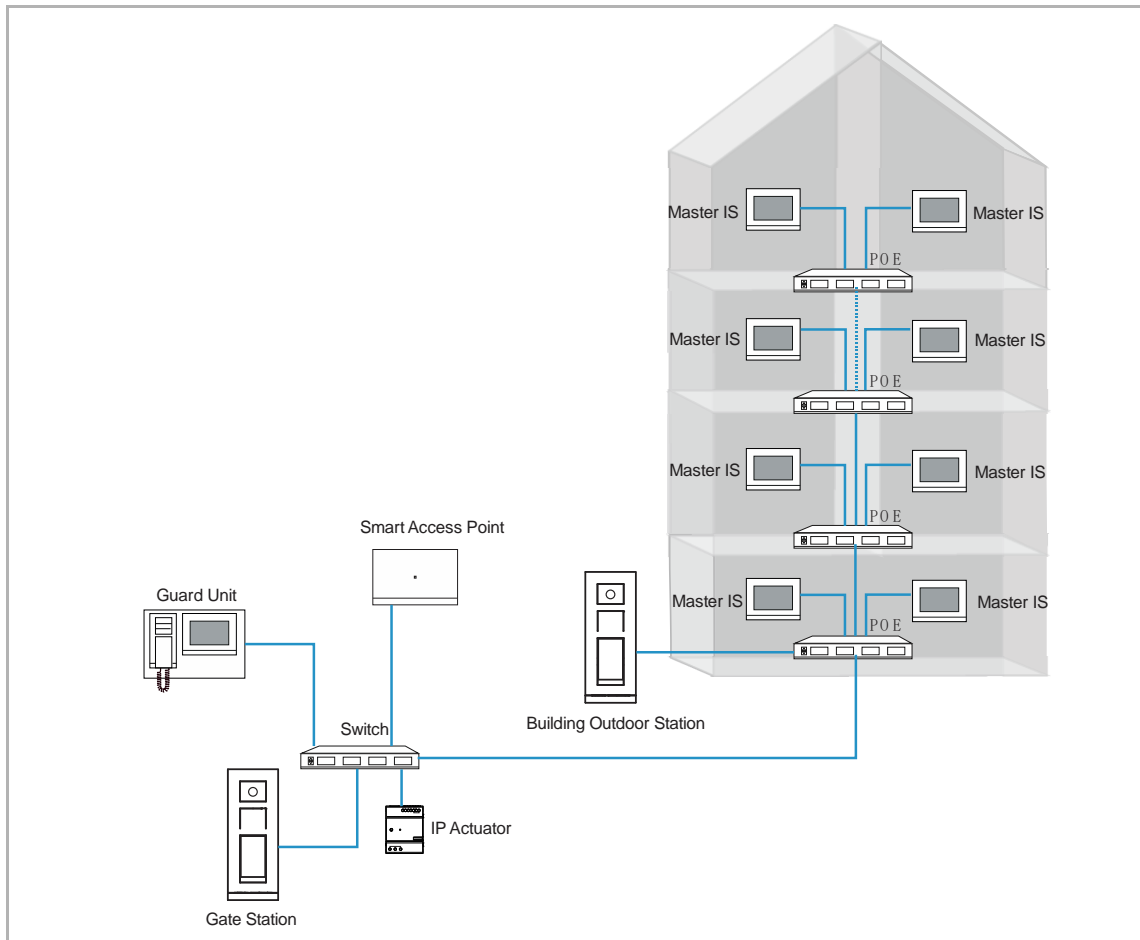 Master IS
Master IS
POE
Master IS
Master IS
POE
Master IS
Master IS
POE
Smart Access Point
Guard Unit
Master IS
Master IS
POE
Building Outdoor Station
Switch
IP Actuator
Gate Station